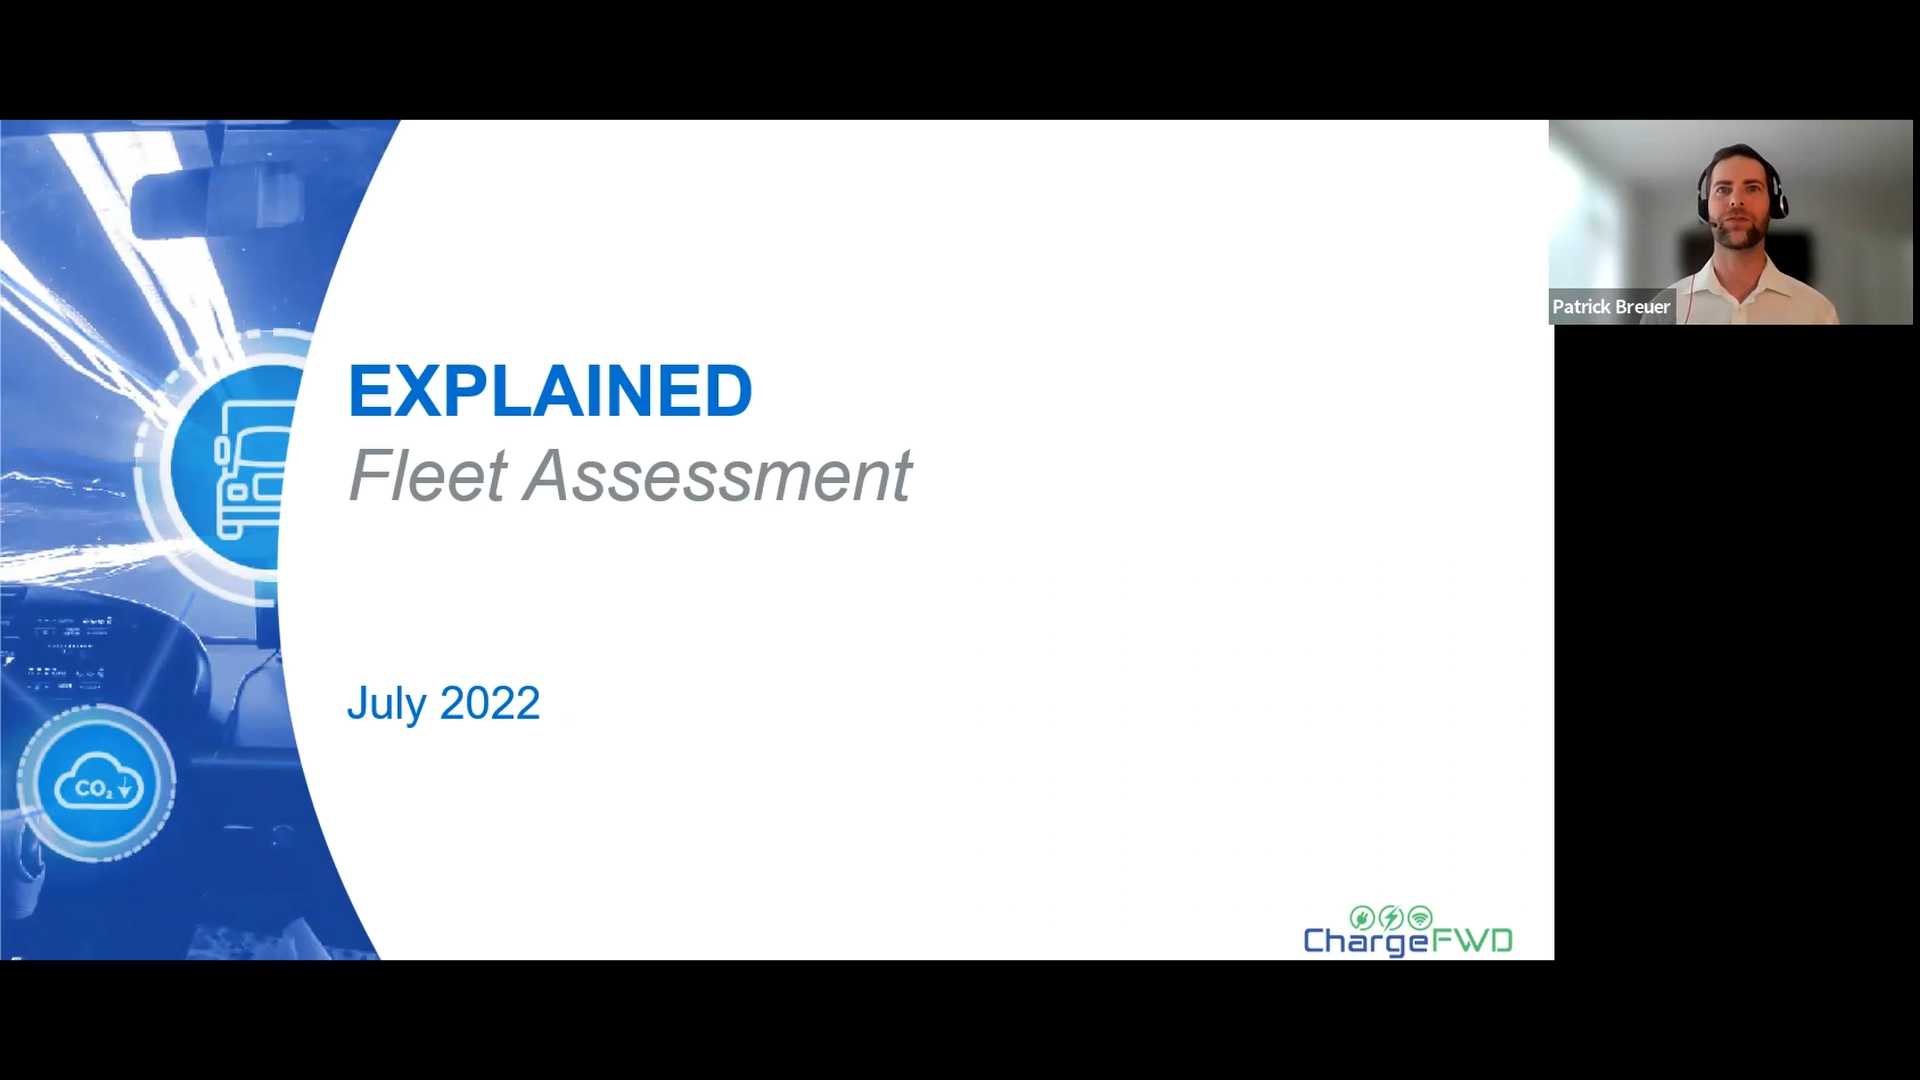 EXPLAINED
Fleet Assessment
July 2022
CO₂
ChargeFWD
Patrick Breuer